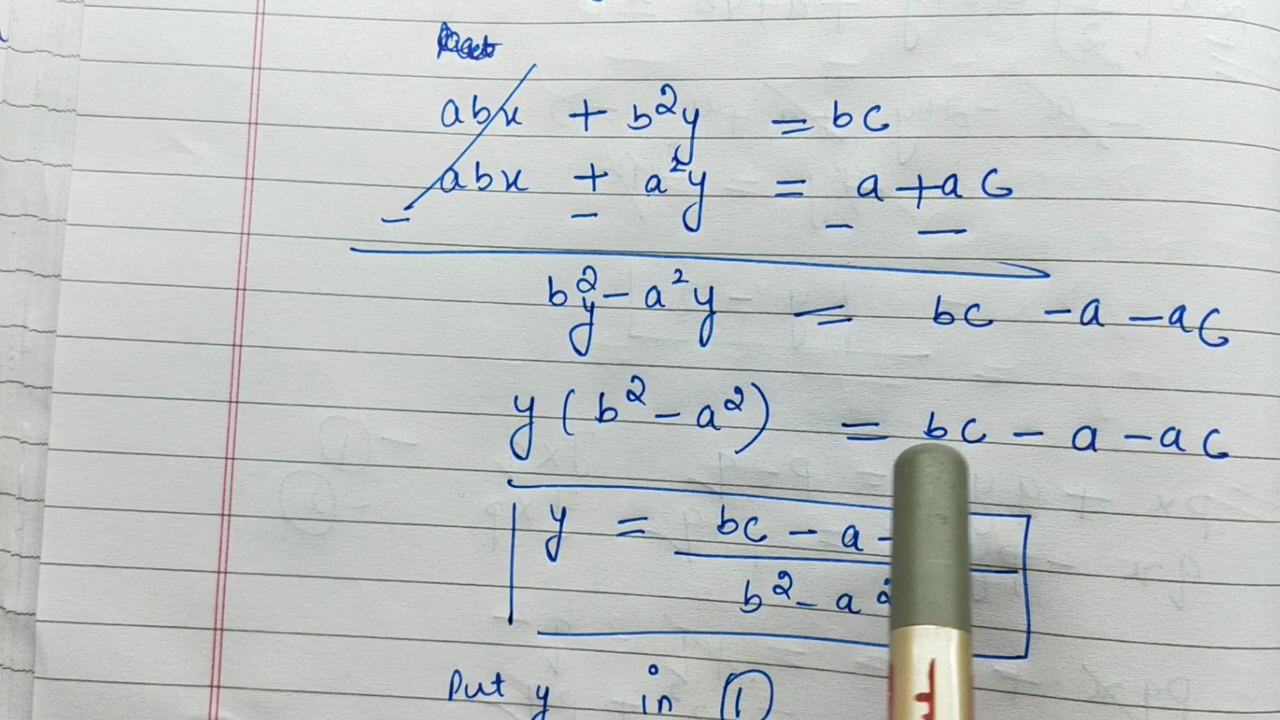 abx + b²y = bc
abx + a²y = a + ac
− − − −
b²y − a²y = bc − a − ac
y (b² − a²) = bc − a − ac
y = bc − a −
b² − a²
Put y in ①